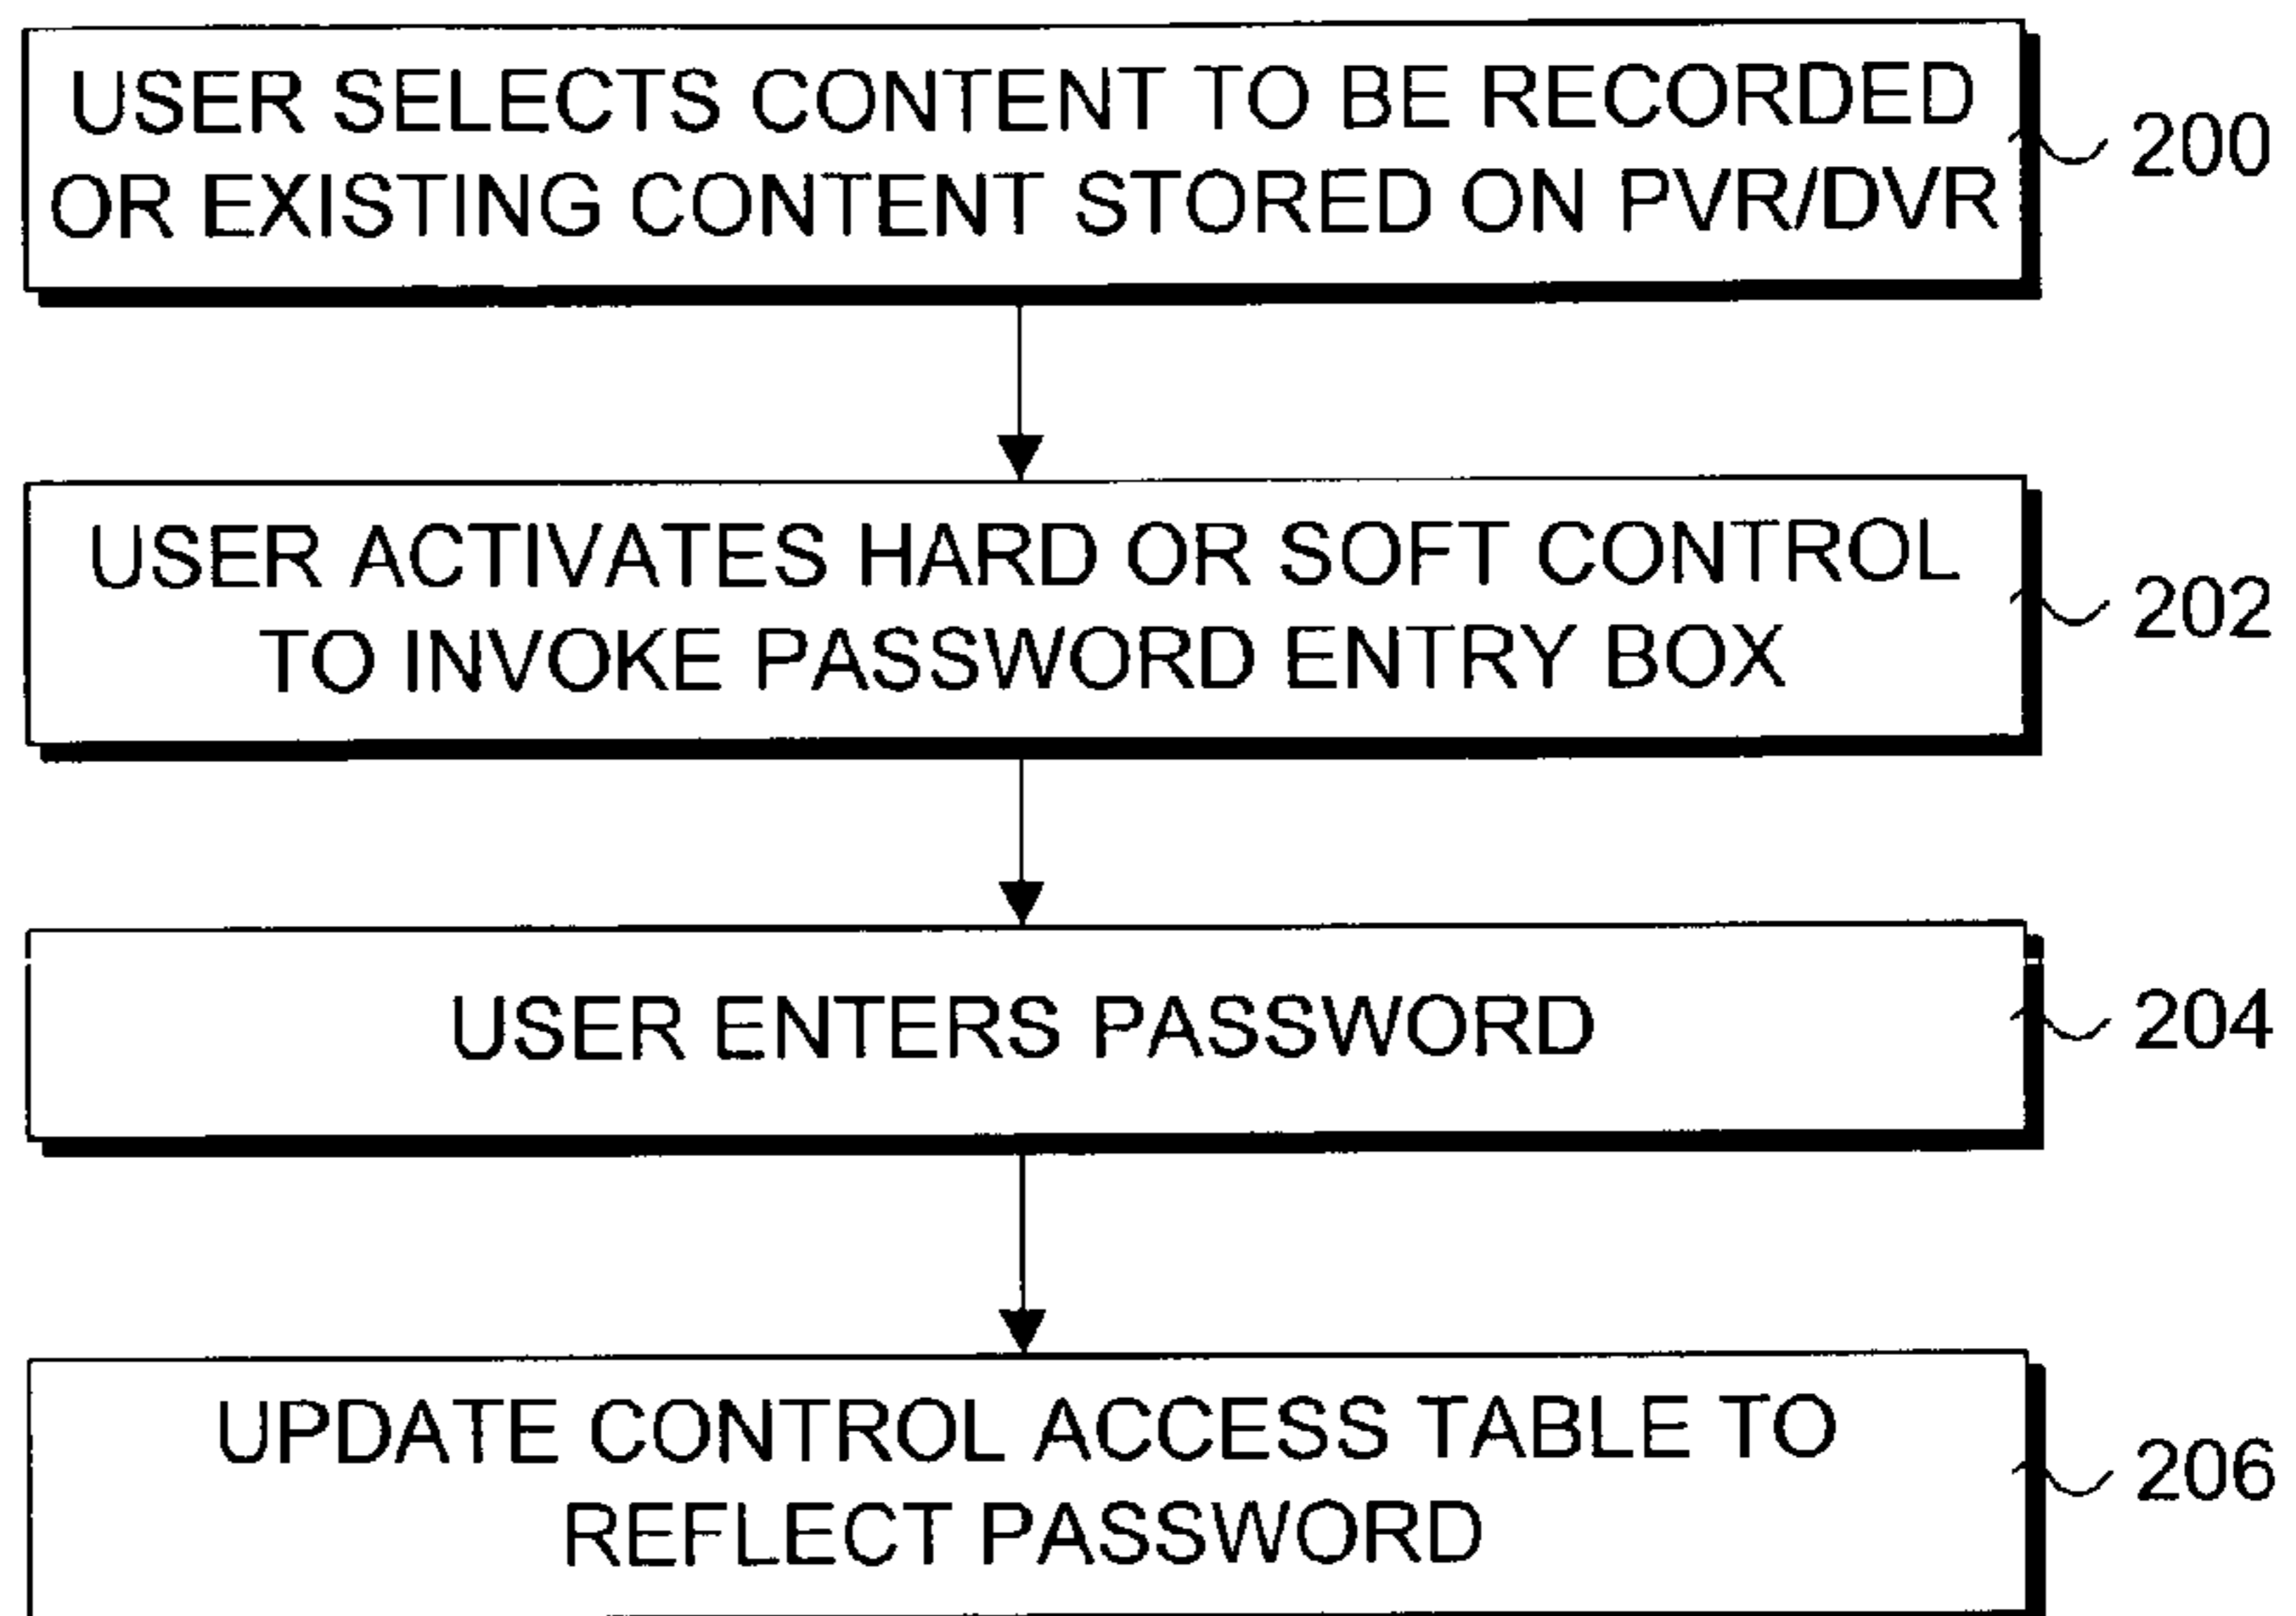 USER SELECTS CONTENT TO BE RECORDED
OR EXISTING CONTENT STORED ON PVR/DVR
200
USER ACTIVATES HARD OR SOFT CONTROL
TO INVOKE PASSWORD ENTRY BOX
202
USER ENTERS PASSWORD
204
UPDATE CONTROL ACCESS TABLE TO
REFLECT PASSWORD
206